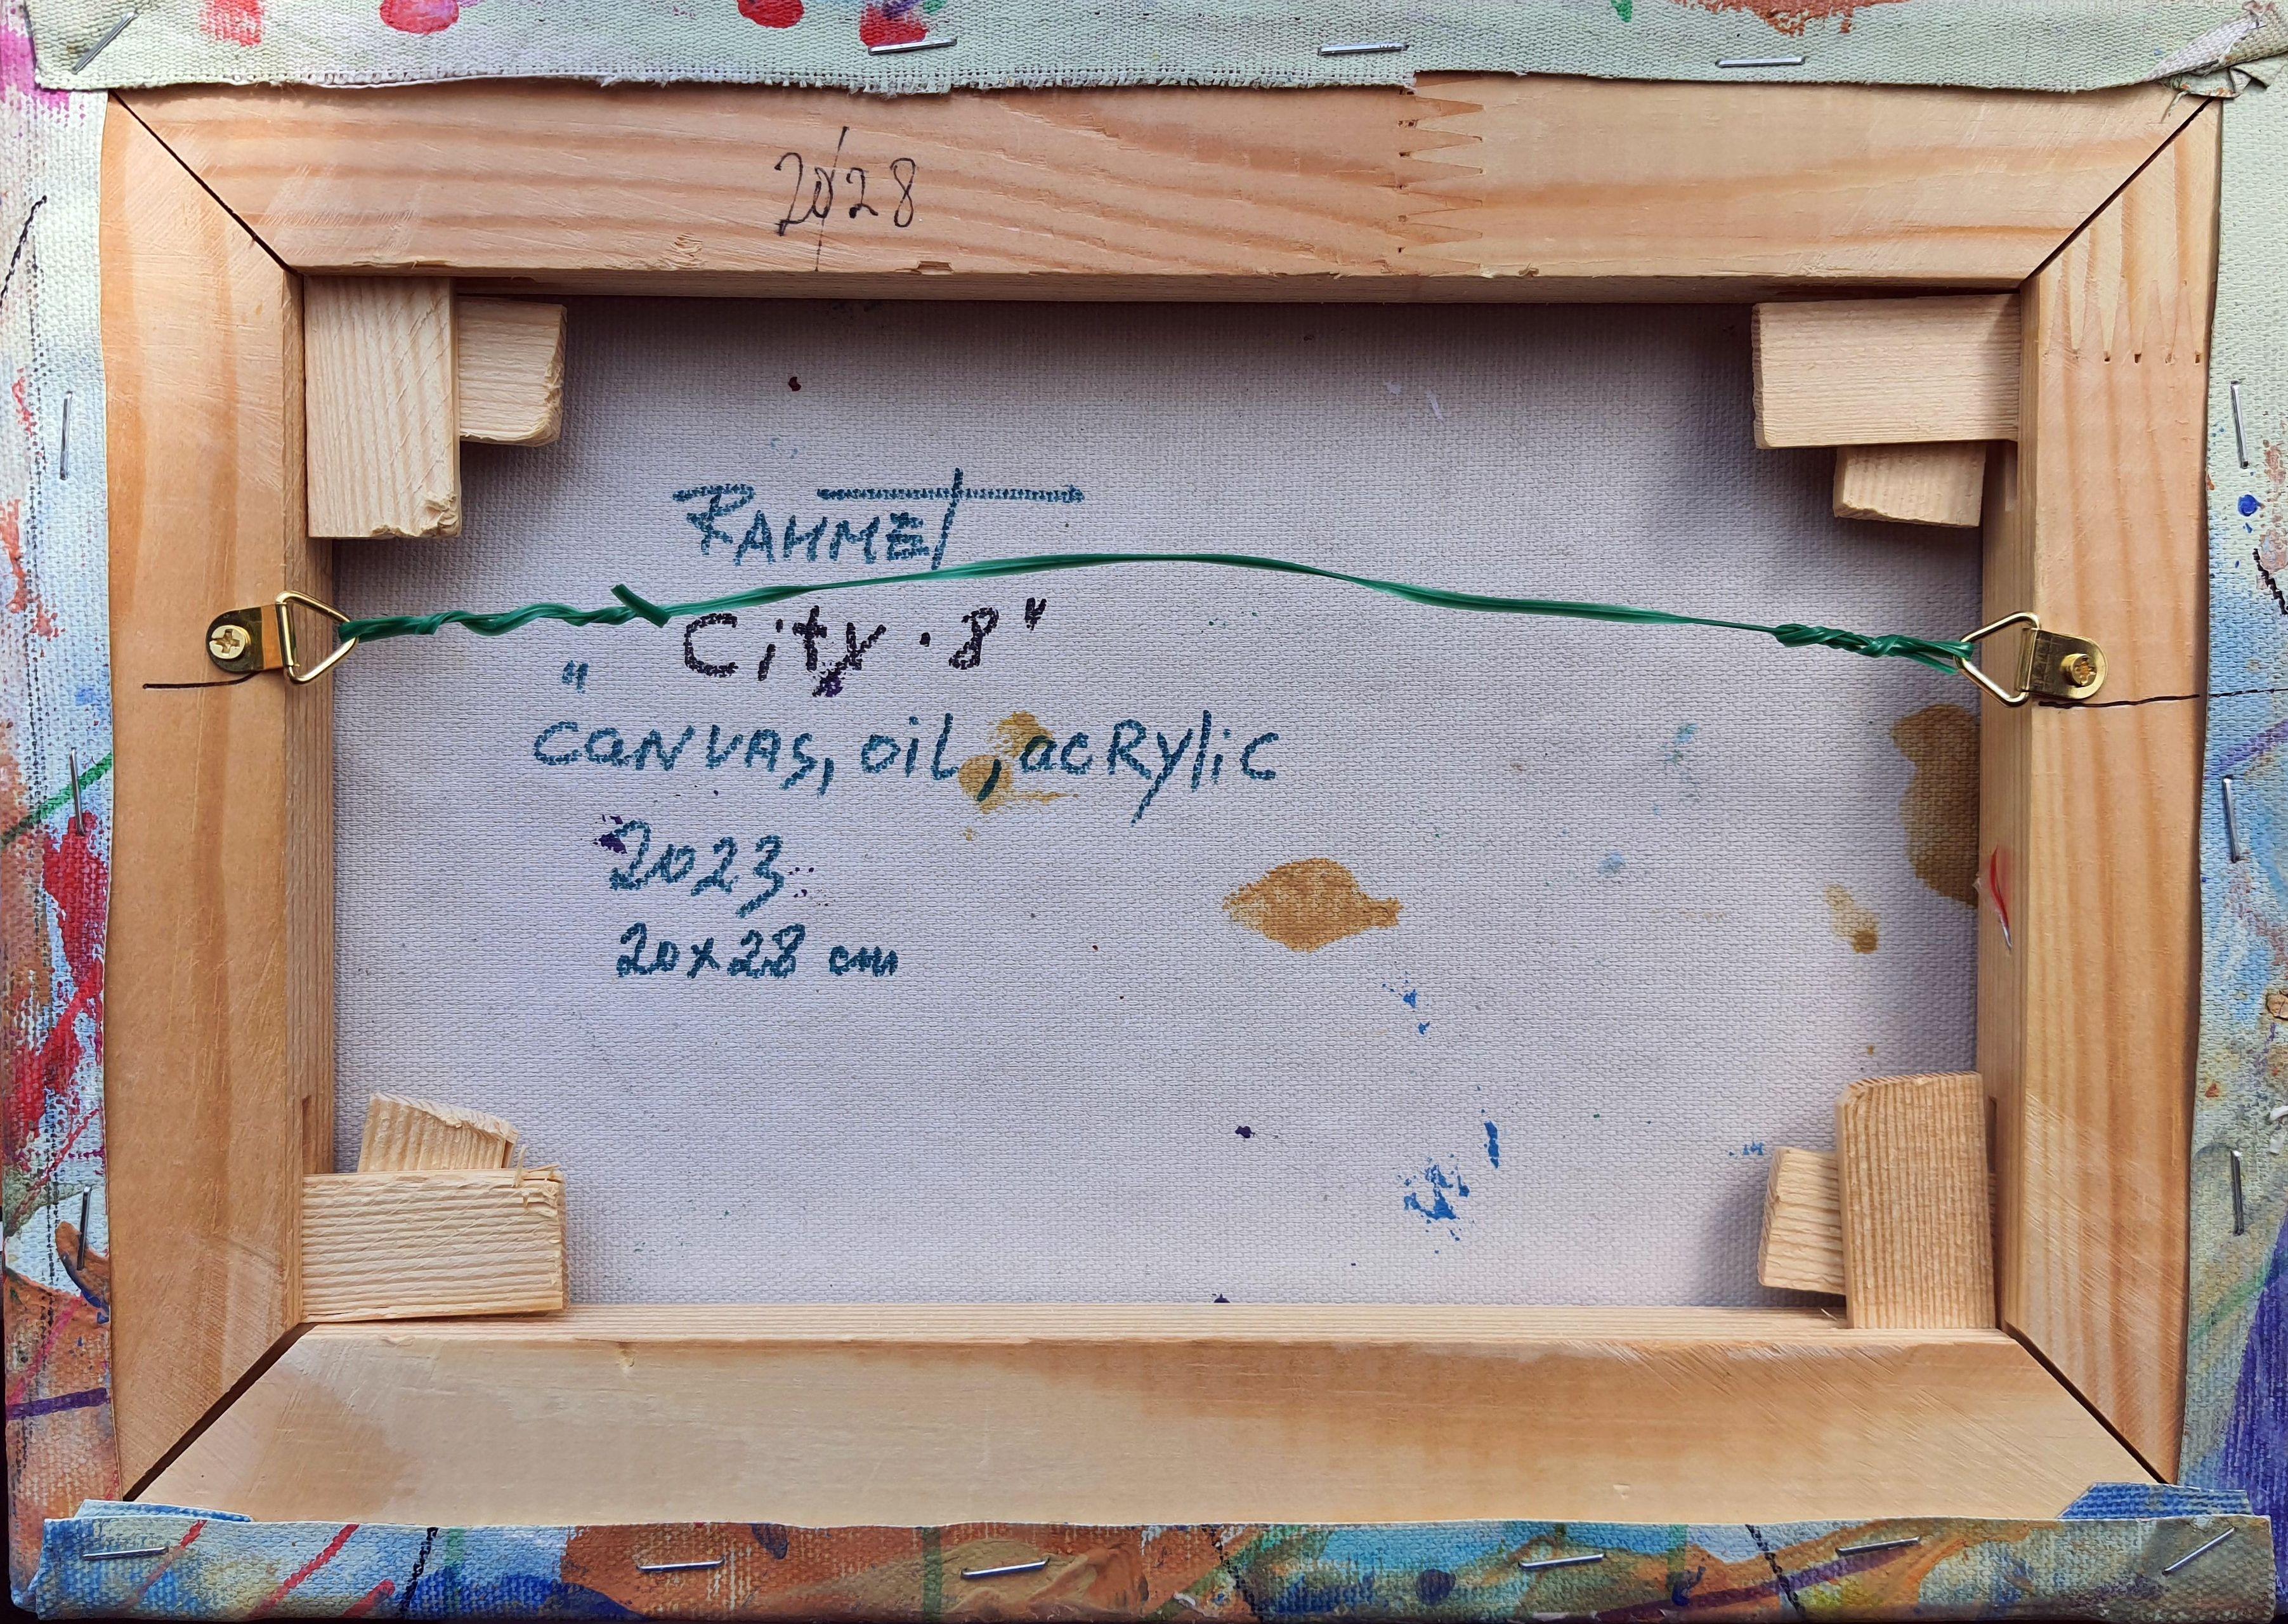 20/28
RAHMET
"City . 8"
canvas, oil, acrylic
2023
20x28 cm